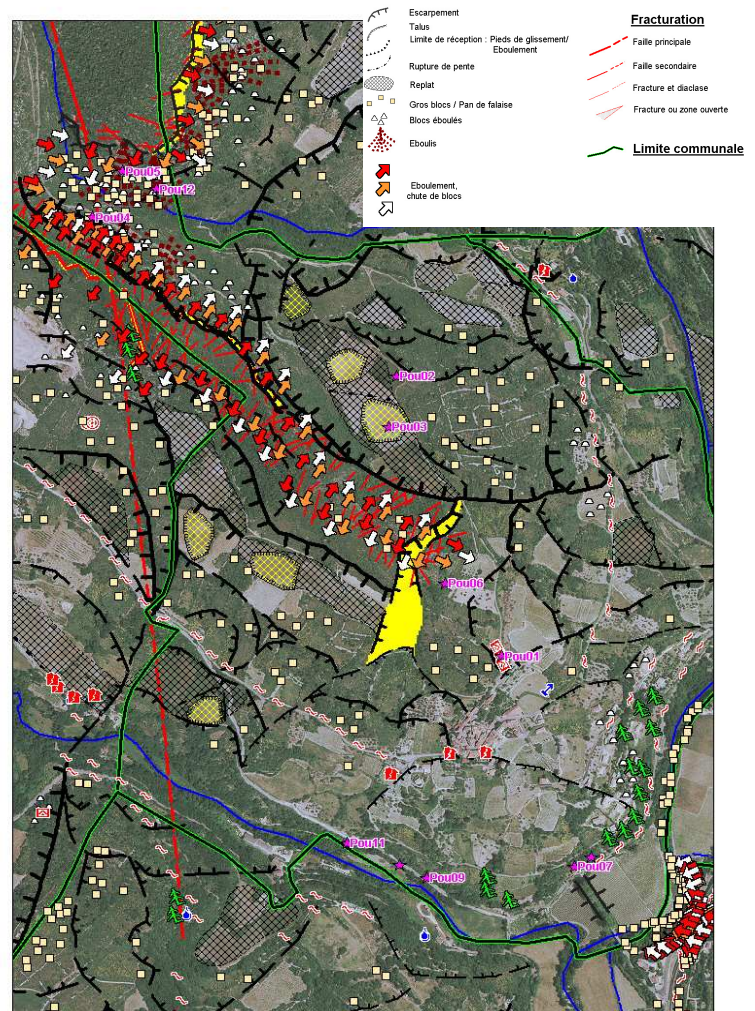 Escarpement
Talus
Limite de réception : Pieds de glissement/
Eboulement
Rupture de pente
Replat
Gros blocs / Pan de falaise
Blocs éboulés
Eboulis
Eboulement,
chute de blocs
Fracturation
Faille principale
Faille secondaire
Fracture et diaclase
Fracture ou zone ouverte
Limite communale
Pou05
Pou12
Pou04
Pou02
Pou03
Pou06
Pou01
Pou11
Pou09
Pou07